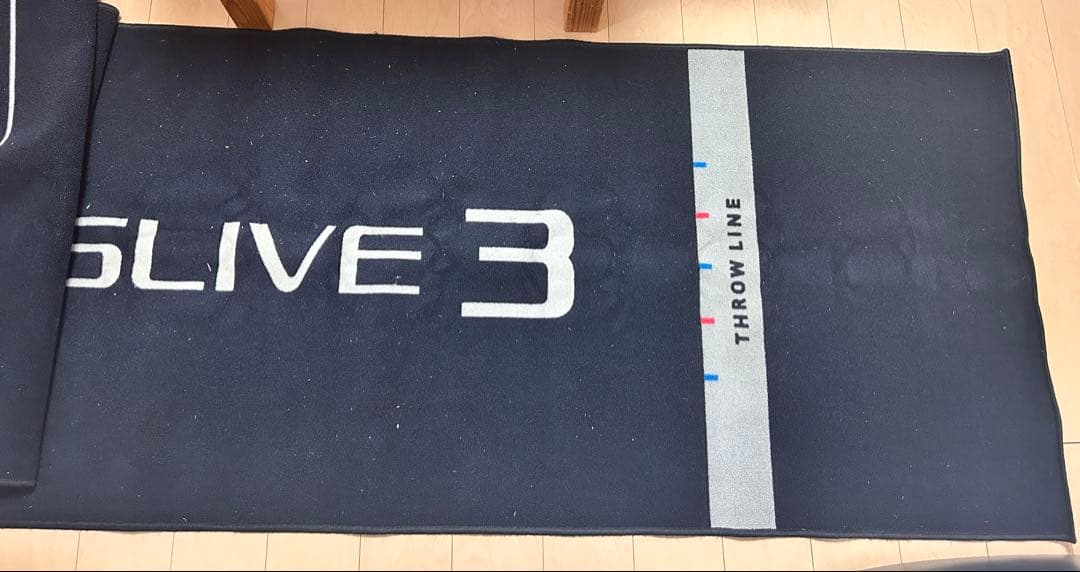 SLIVE 3
THROW LINE